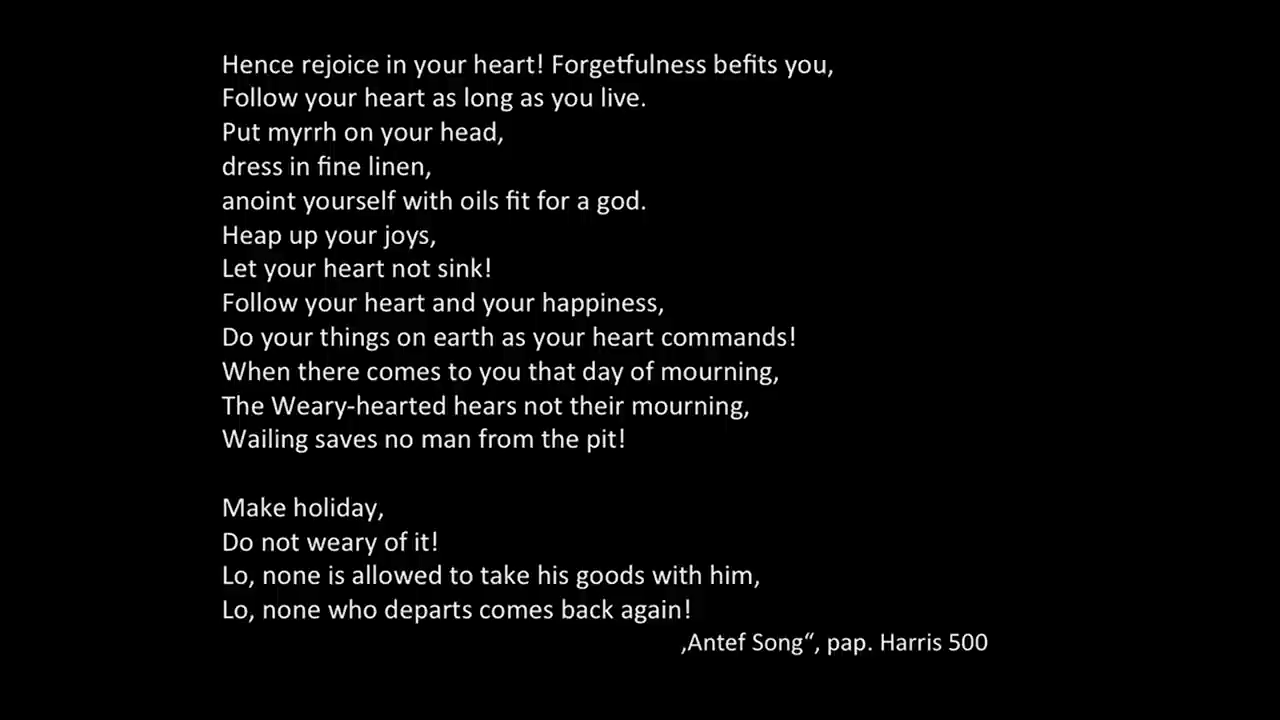 Hence rejoice in your heart! Forgetfulness befits you,
Follow your heart as long as you live.
Put myrrh on your head,
dress in fine linen,
anoint yourself with oils fit for a god.
Heap up your joys,
Let your heart not sink!
Follow your heart and your happiness,
Do your things on earth as your heart commands!
When there comes to you that day of mourning,
The Weary-hearted hears not their mourning,
Wailing saves no man from the pit!

Make holiday,
Do not weary of it!
Lo, none is allowed to take his goods with him,
Lo, none who departs comes back again!
‚Antef Song“, pap. Harris 500